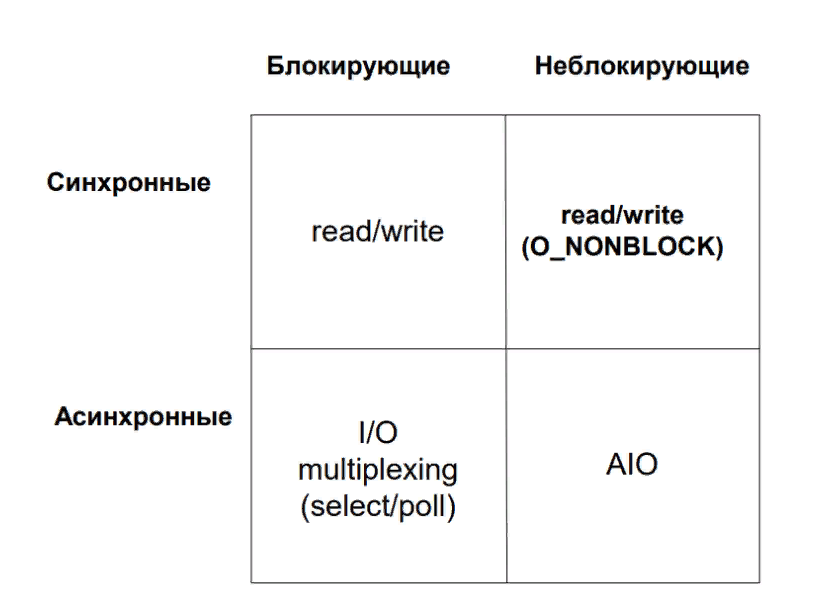 Блокирующие Неблокирующие
Синхронные
read/write
read/write
(O_NONBLOCK)
Асинхронные
I/O
multiplexing
(select/poll)
AIO